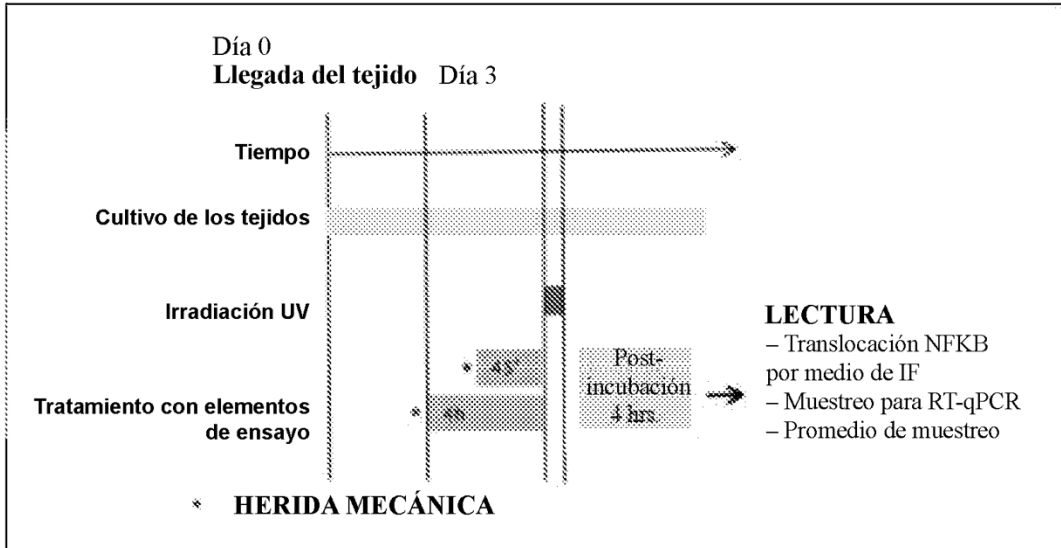 Día 0
Llegada del tejido Día 3
Tiempo
Cultivo de los tejidos
Irradiación UV
LECTURA
– Translocación NFKB
por medio de IF
– Muestreo para RT-qPCR
– Promedio de muestreo
Post-
incubación
4 hrs
45'
Tratamiento con elementos
de ensayo
* HERIDA MECÁNICA